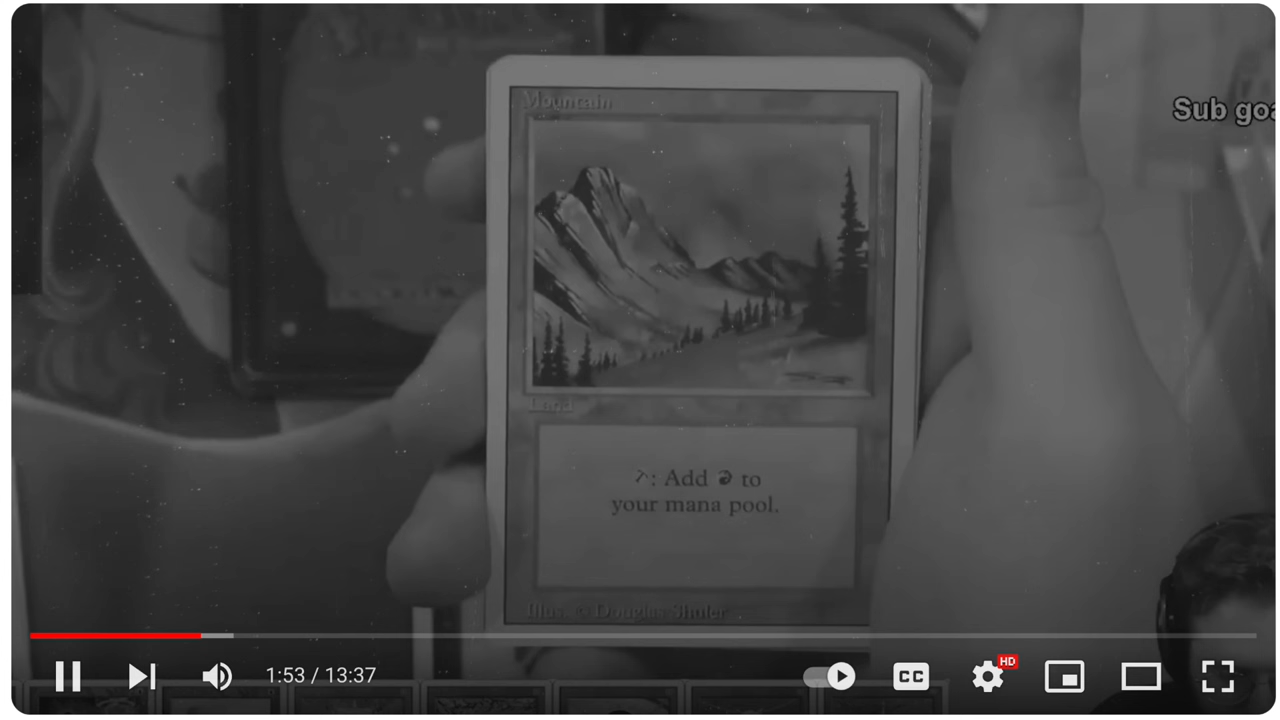 Mountain
Sub goa
Land
: Add to
your mana pool.
Illus. © Douglas Shuler
HD
1:53 / 13:37
CC